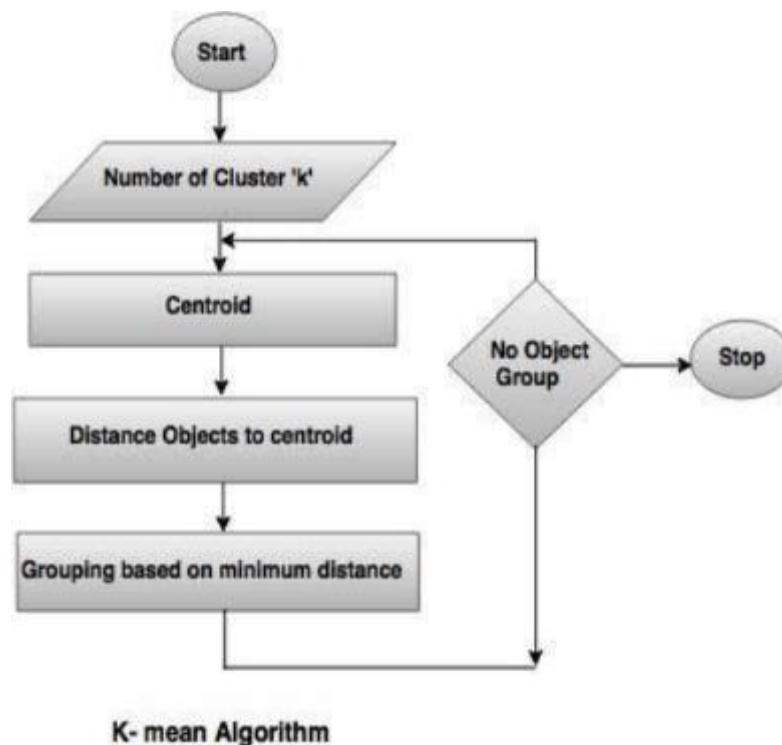 Start
Number of Cluster 'k'
Centroid
Distance Objects to centroid
Grouping based on minimum distance
No Object
Group
Stop
K- mean Algorithm